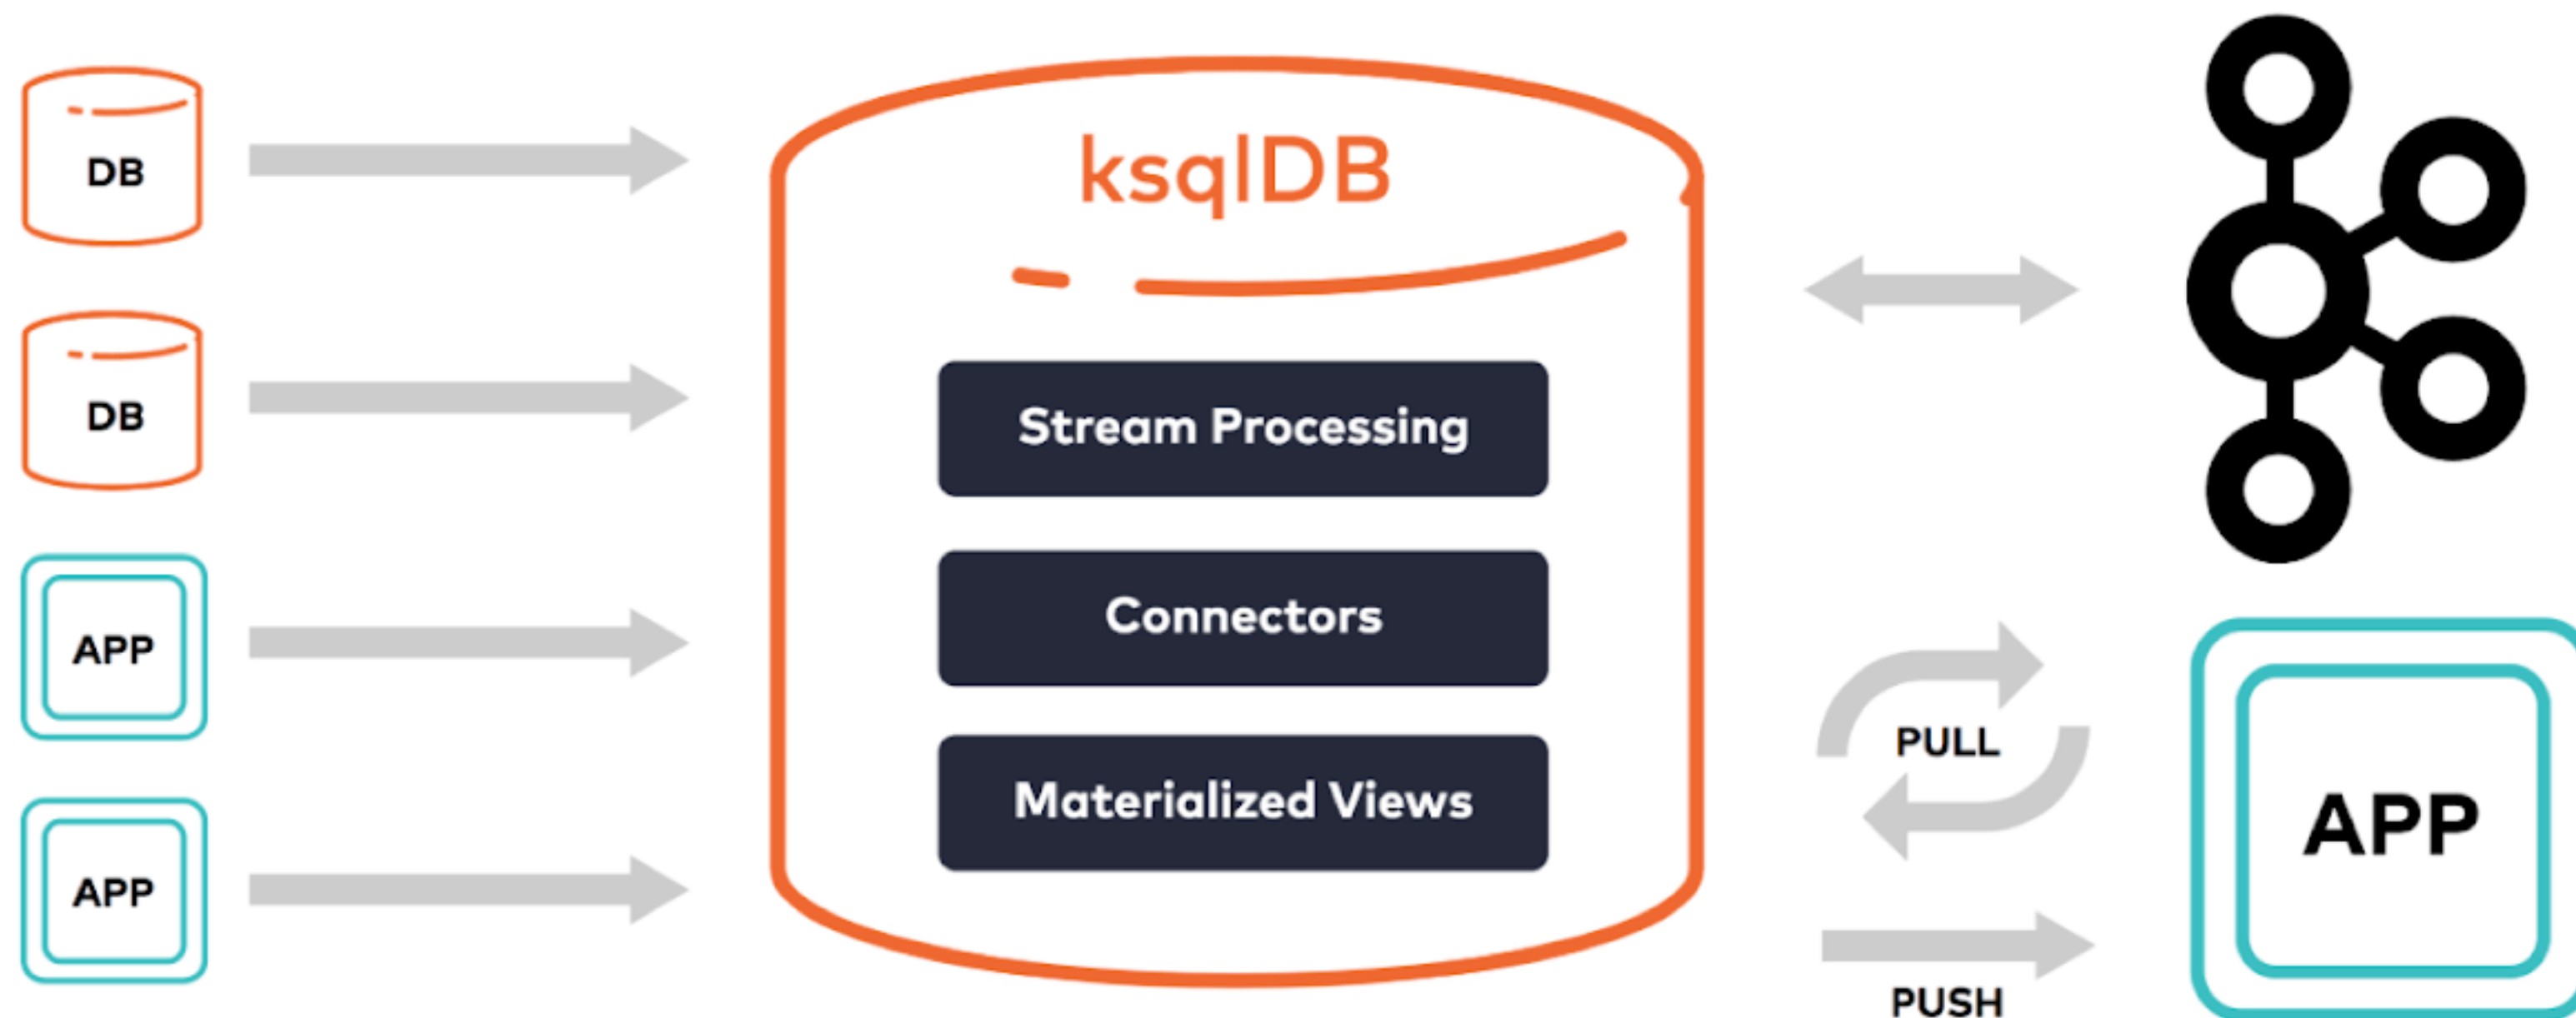 DB
DB
APP
APP
ksqlDB
Stream Processing
Connectors
Materialized Views
PULL
PUSH
APP